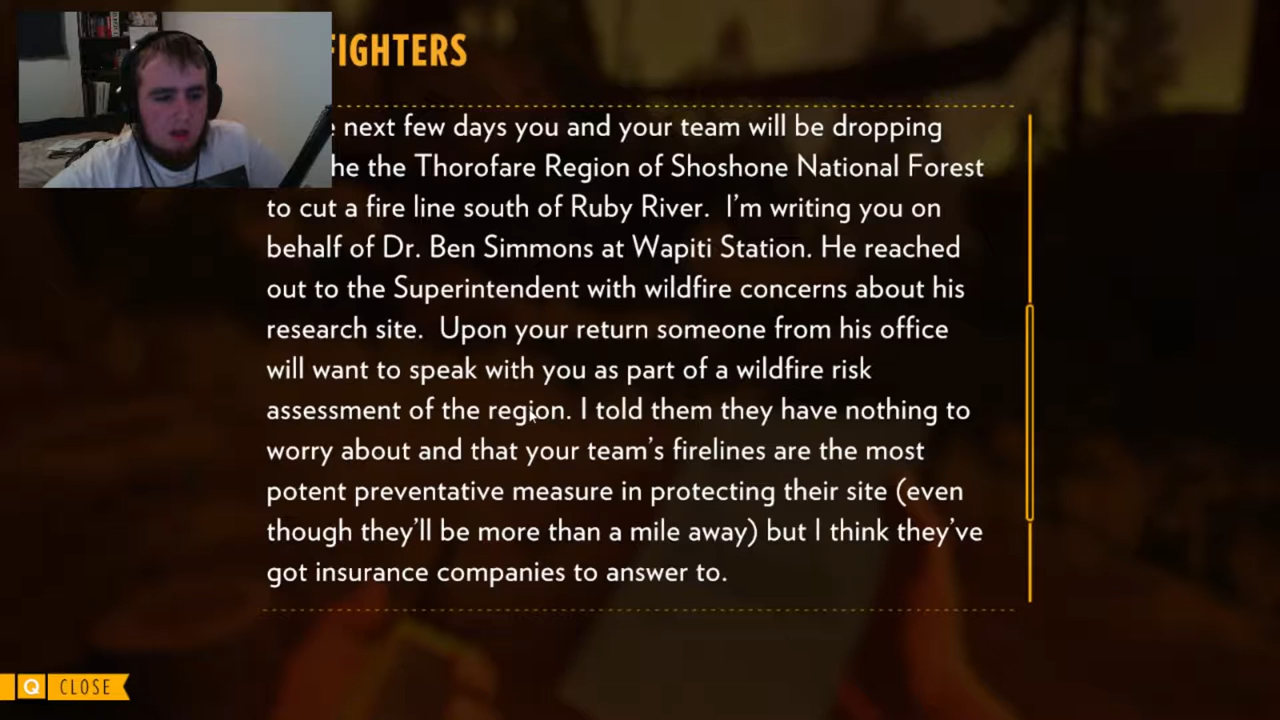 FIGHTERS
next few days you and your team will be dropping
he the Thorofare Region of Shoshone National Forest
to cut a fire line south of Ruby River.  I'm writing you on
behalf of Dr. Ben Simmons at Wapiti Station. He reached
out to the Superintendent with wildfire concerns about his
research site.  Upon your return someone from his office
will want to speak with you as part of a wildfire risk
assessment of the region. I told them they have nothing to
worry about and that your team's firelines are the most
potent preventative measure in protecting their site (even
though they'll be more than a mile away) but I think they've
got insurance companies to answer to.
Q CLOSE